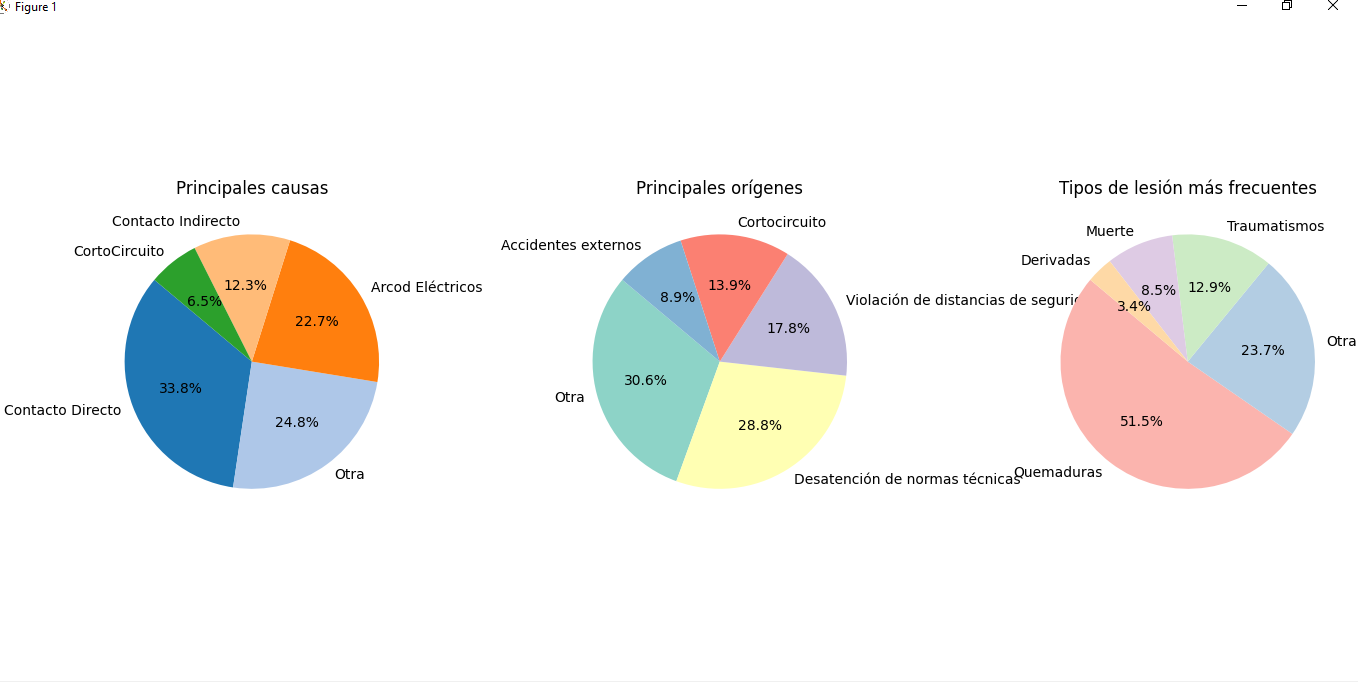 Figure 1
Principales causas
Contacto Indirecto
CortoCircuito
12.3%
6.5%
Arcod Eléctricos
22.7%
33.8%
Contacto Directo
24.8%
Otra
Principales orígenes
Cortocircuito
Accidentes externos
13.9%
8.9%
Violación de distancias de seguri
17.8%
30.6%
Otra
28.8%
Desatención de normas técnicas
Tipos de lesión más frecuentes
Traumatismos
Muerte
Derivadas
8.5%
12.9%
3.4%
Otra
23.7%
51.5%
Quemaduras